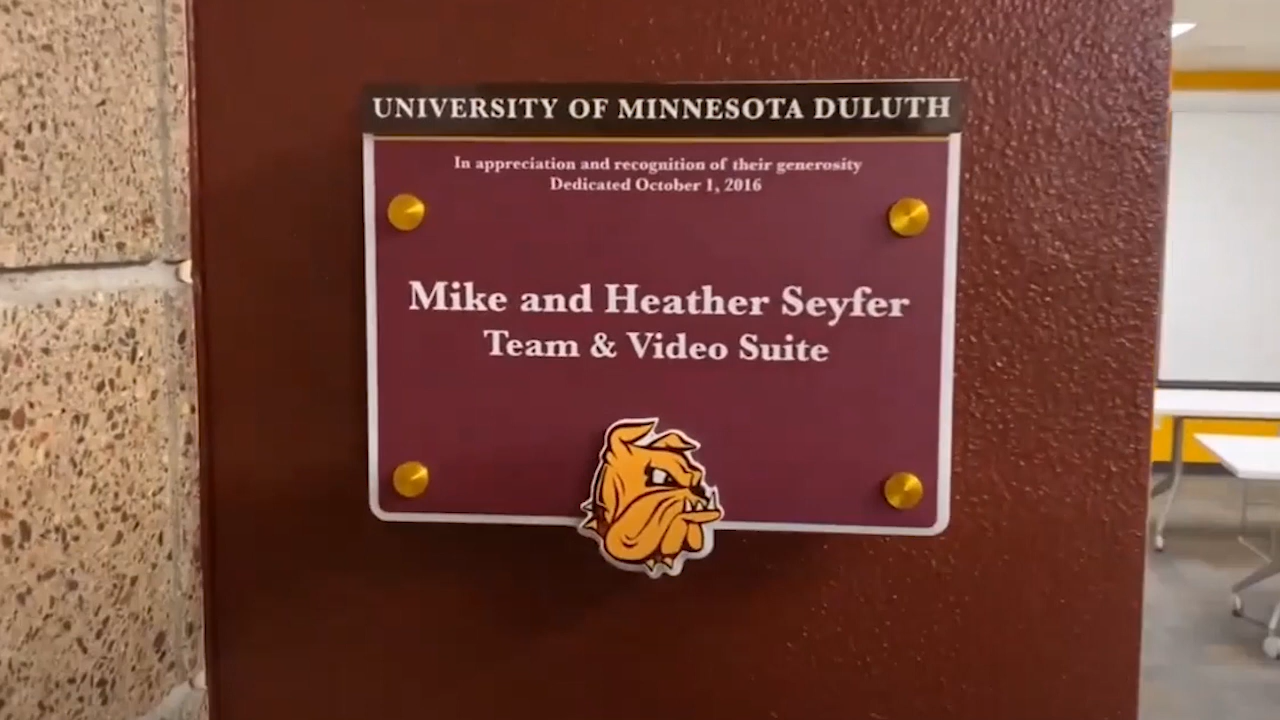 UNIVERSITY OF MINNESOTA DULUTH
In appreciation and recognition of their generosity
Dedicated October 1, 2016
Mike and Heather Seyfer
Team & Video Suite